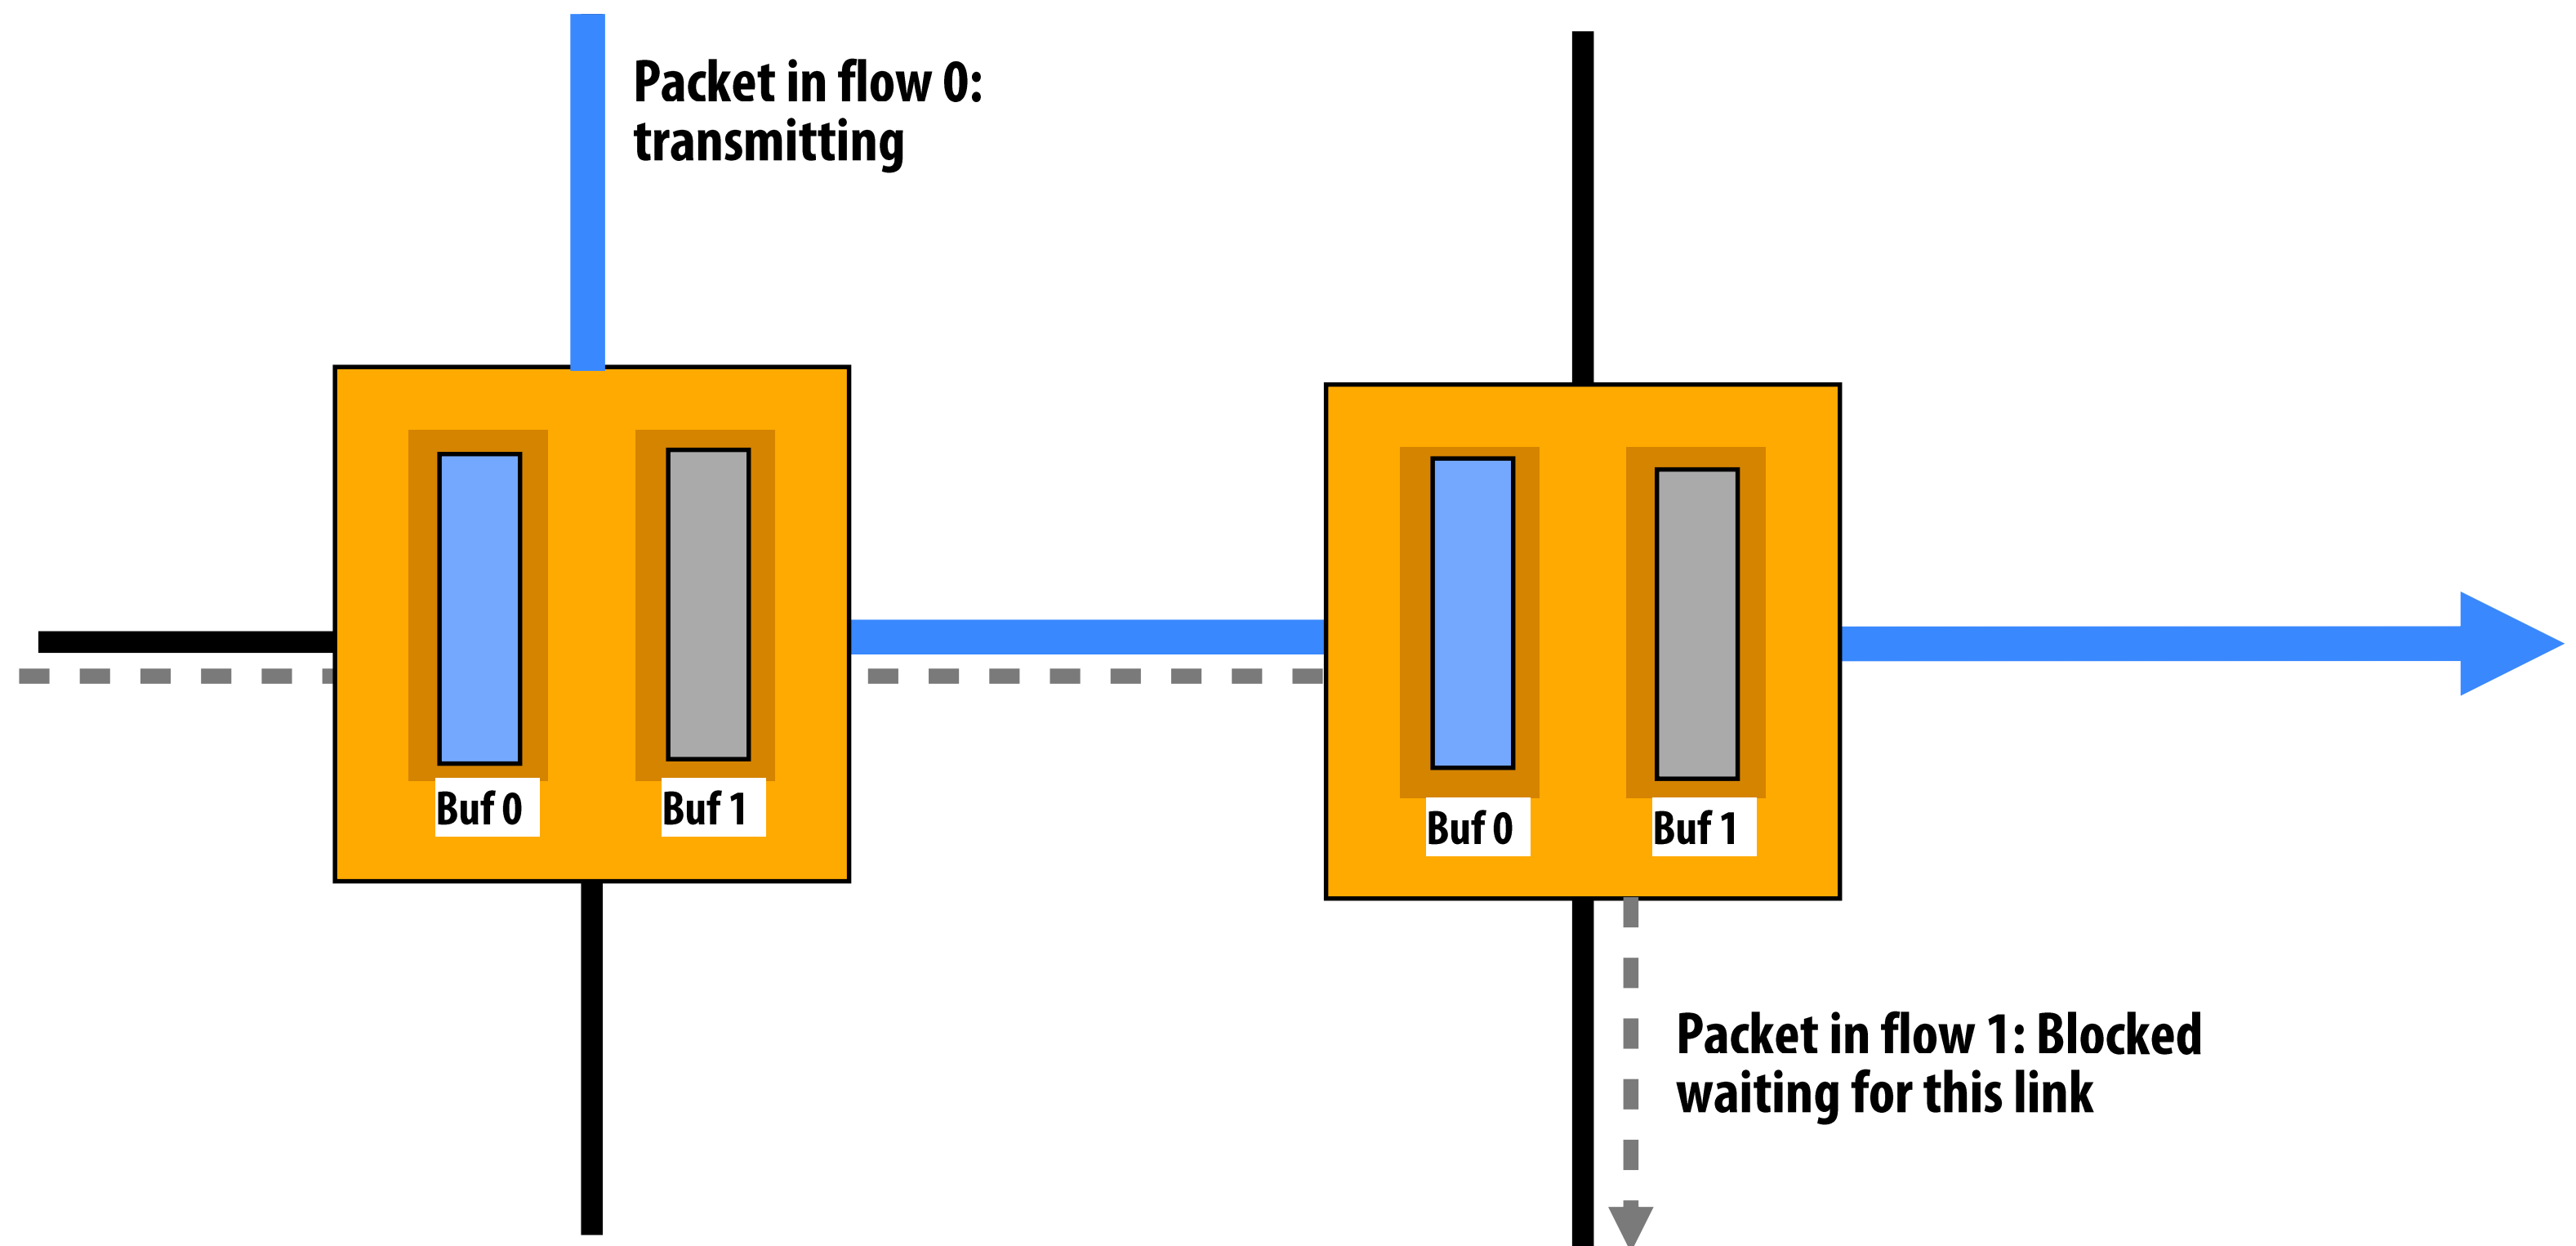 Packet in flow 0:
transmitting
Buf 0
Buf 1
Buf 0
Buf 1
Packet in flow 1: Blocked
waiting for this link